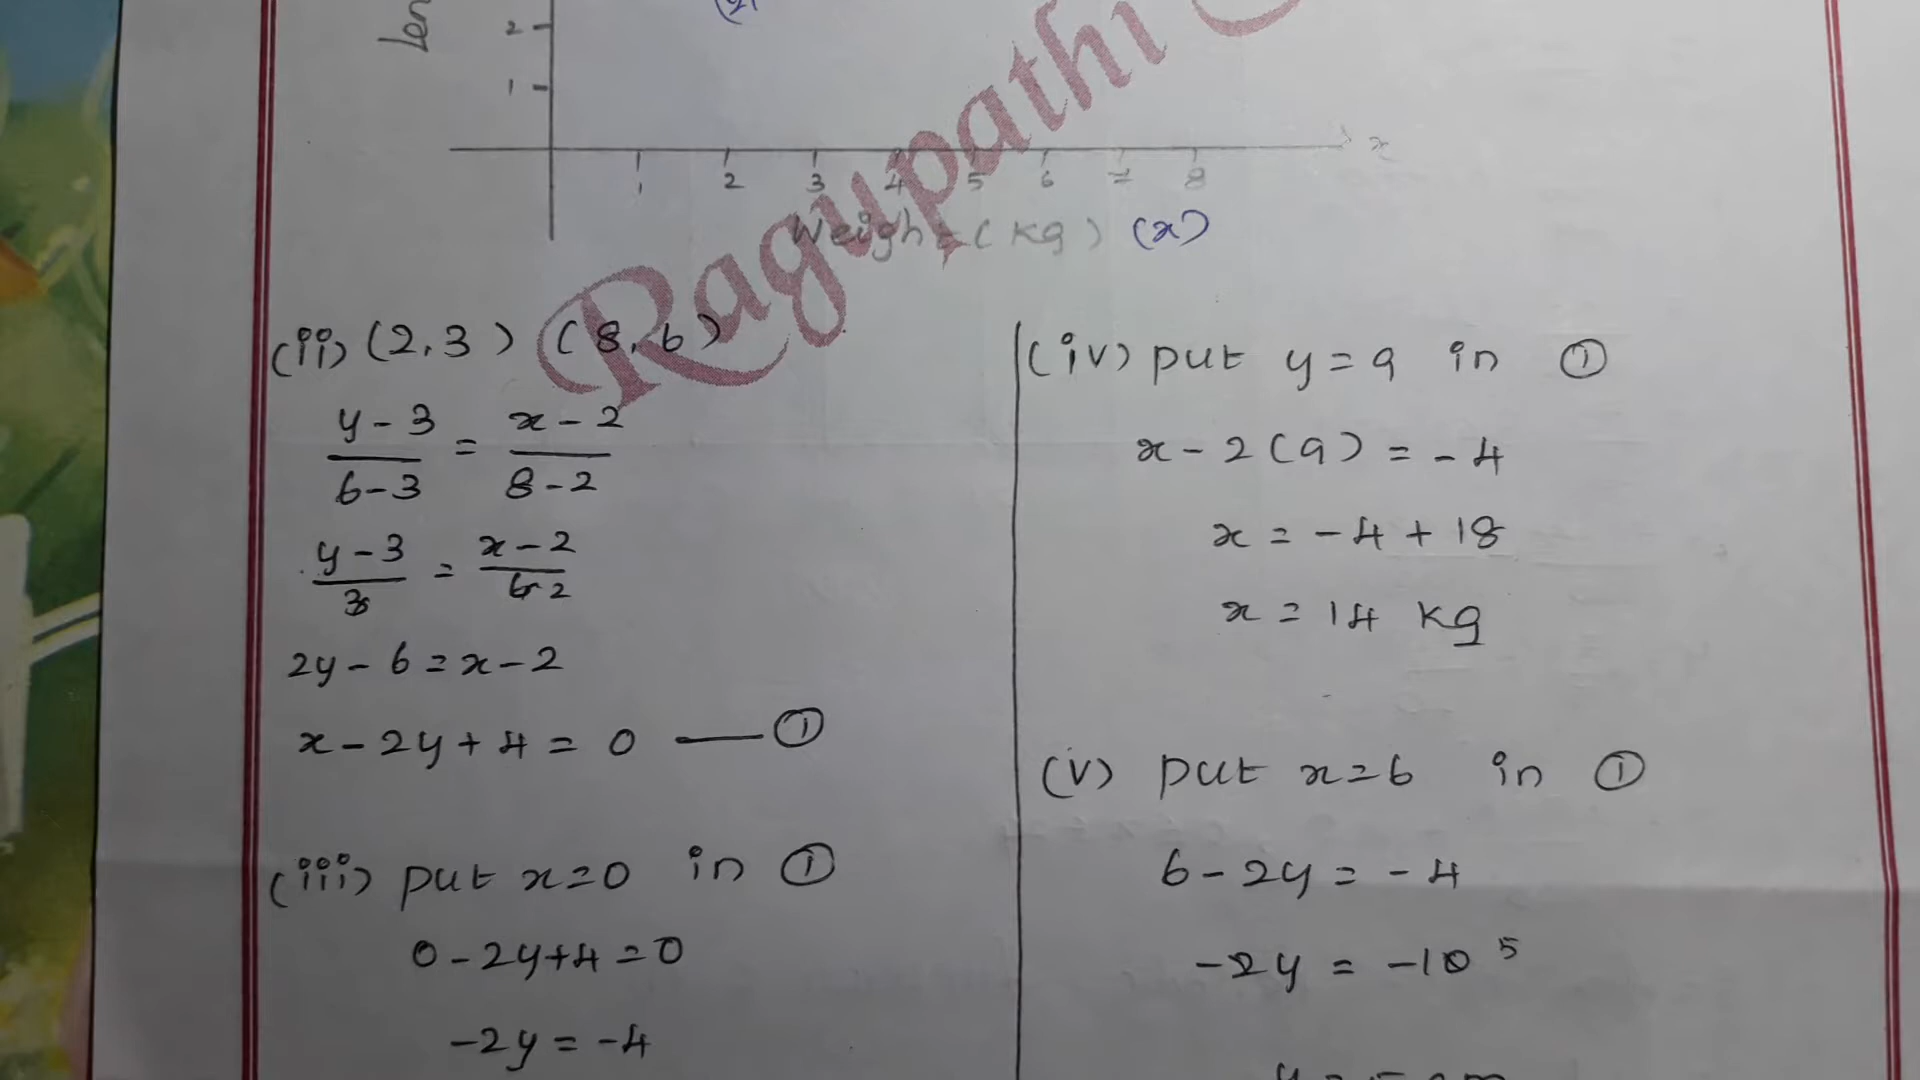 Len
2
1
x
1 2 3 4 5 6 7 8
Weight (kg) (x)
Ragupathi
(ii) (2,3) (8,6)
y-3/6-3 = x-2/8-2
y-3/3 = x-2/6 2
2y-6=x-2
x-2y+4=0 — ①
(iii) put x=0 in ①
0-2y+4=0
-2y=-4
(iv) put y=9 in ①
x-2(9)=-4
x=-4+18
x=14 kg
(v) put x=6 in ①
6-2y=-4
-2y=-10 5